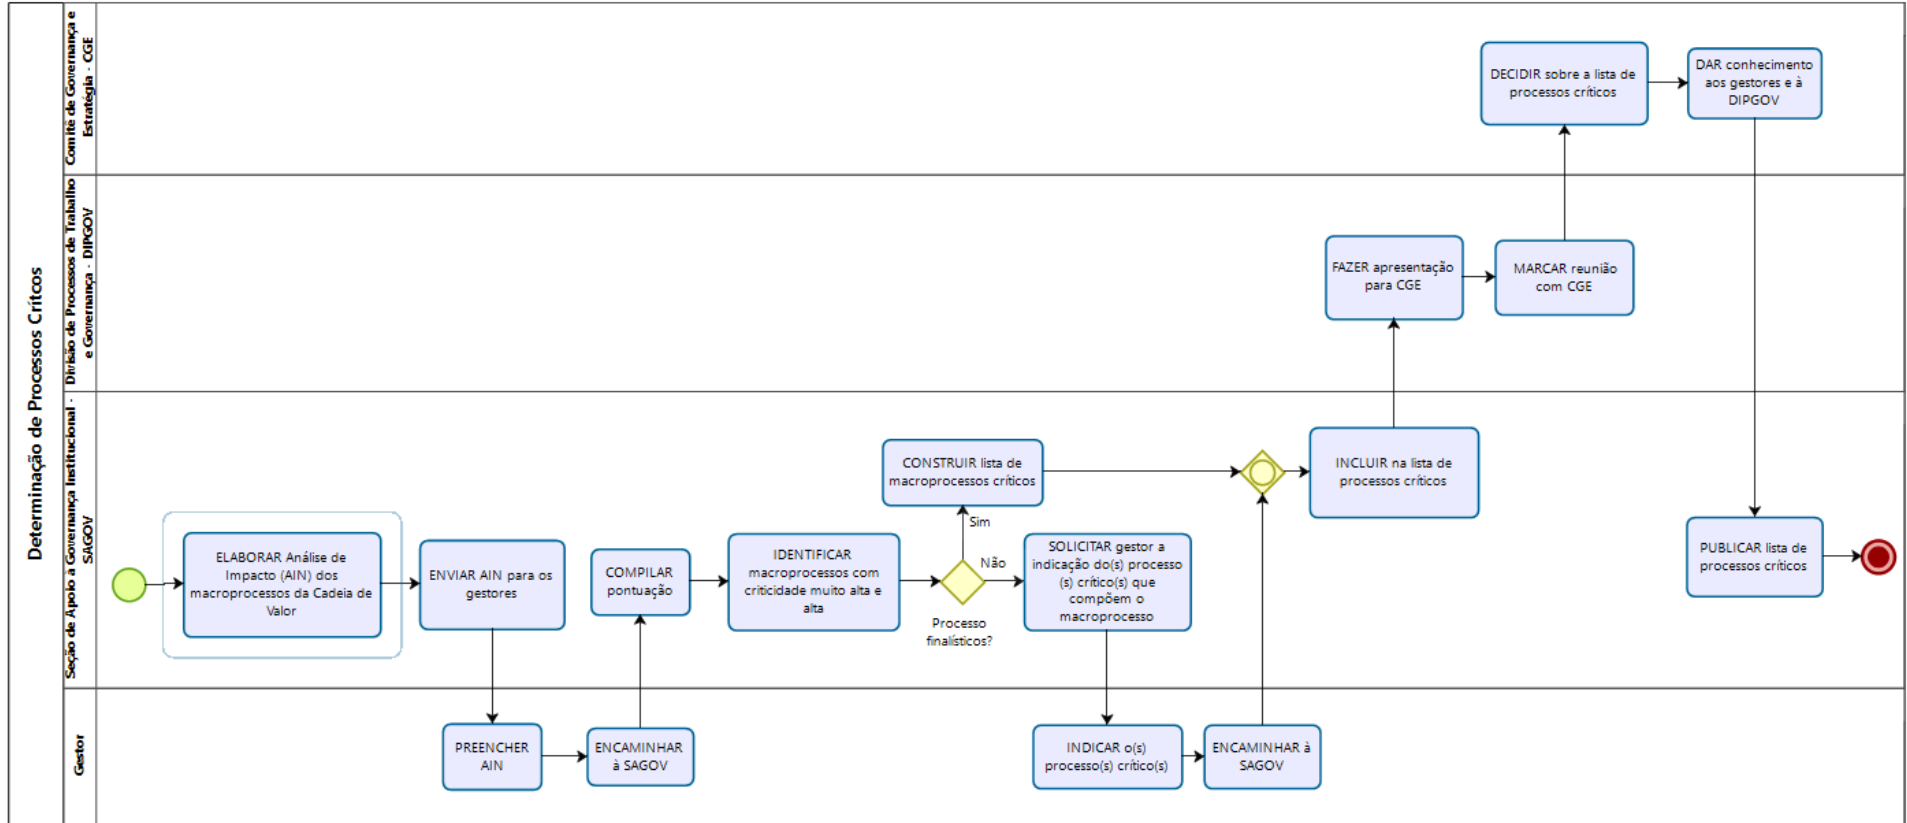 Determinação de Processos Crítcos
Comitê de Governança e
Estratégia - CGE
DECIDIR sobre a lista de
processos críticos
DAR conhecimento
aos gestores e à
DIPGOV
Divisão de Processos de Trabalho
e Governança - DIPGOV
FAZER apresentação
para CGE
MARCAR reunião
com CGE
Seção de Apoio à Governança Institucional -
SAGOV
ELABORAR Análise de
Impacto (AIN) dos
macroprocessos da Cadeia de
Valor
ENVIAR AIN para os
gestores
COMPILAR
pontuação
IDENTIFICAR
macroprocessos com
criticidade muito alta e
alta
Processo
finalísticos?
Sim
Não
CONSTRUIR lista de
macroprocessos críticos
SOLICITAR gestor a
indicação do(s) processo
(s) crítico(s) que
compõem o
macroprocesso
INCLUIR na lista de
processos críticos
PUBLICAR lista de
processos críticos
Gestor
PREENCHER
AIN
ENCAMINHAR
à SAGOV
INDICAR o(s)
processo(s) crítico(s)
ENCAMINHAR à
SAGOV